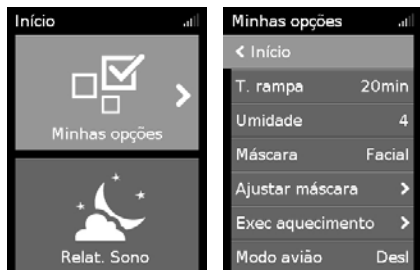 Início
Minhas opções
Relat. Sono
Minhas opções
< Início
T. rampa 20min
Umidade 4
Máscara Facial
Ajustar máscara >
Exec aquecimento >
Modo avião Desl